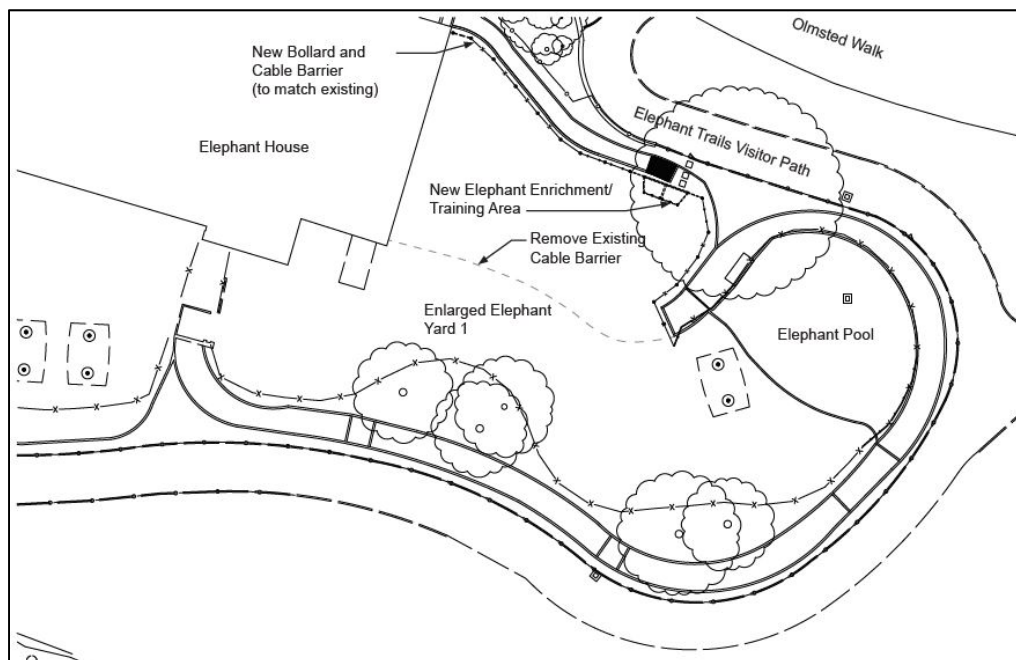 Olmsted Walk
New Bollard and
Cable Barrier
(to match existing)
Elephant House
Elephant Trails Visitor Path
New Elephant Enrichment/
Training Area
Remove Existing
Cable Barrier
Enlarged Elephant
Yard 1
Elephant Pool